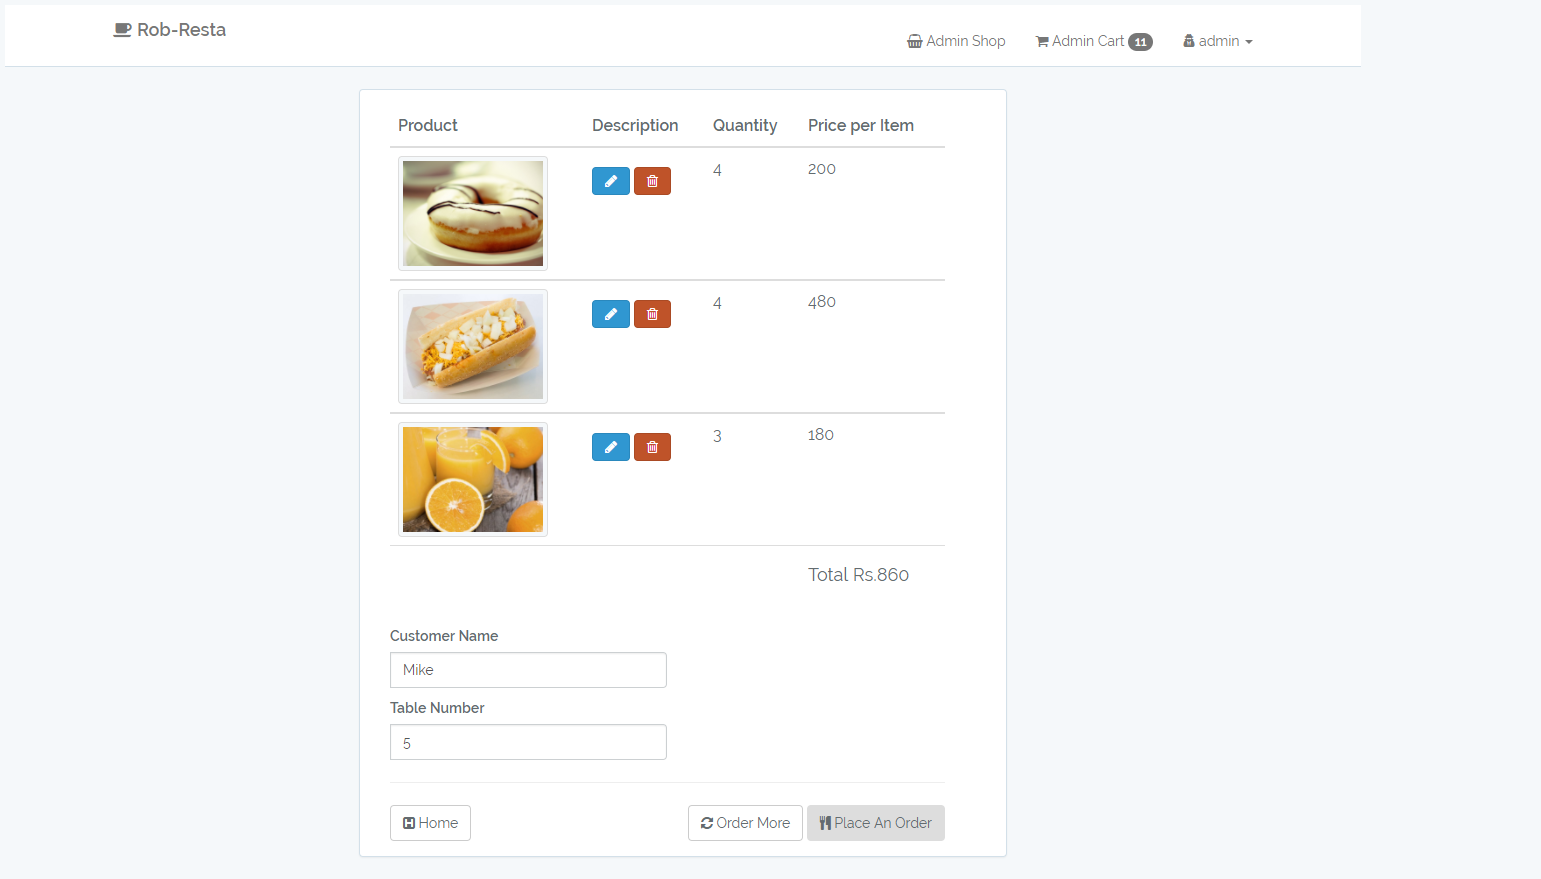 Rob-Resta
Admin Shop Admin Cart 11 admin
Product Description Quantity Price per Item
4 200
4 480
3 180
Total Rs.860
Customer Name
Mike
Table Number
5
Home Order More Place An Order